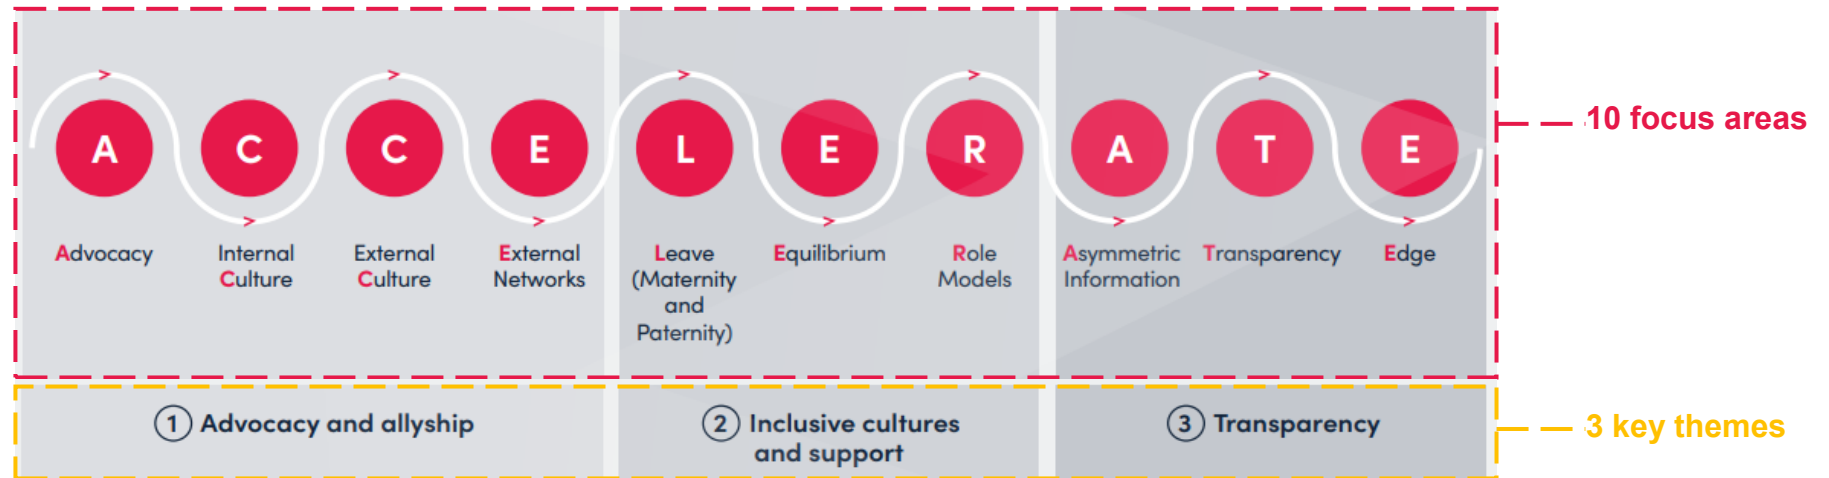 A C C E L E R A T E
Advocacy
Internal
Culture
External
Culture
External
Networks
Leave
(Maternity
and
Paternity)
Equilibrium
Role
Models
Asymmetric
Information
Transparency
Edge
10 focus areas
1 Advocacy and allyship
2 Inclusive cultures
and support
3 Transparency
3 key themes